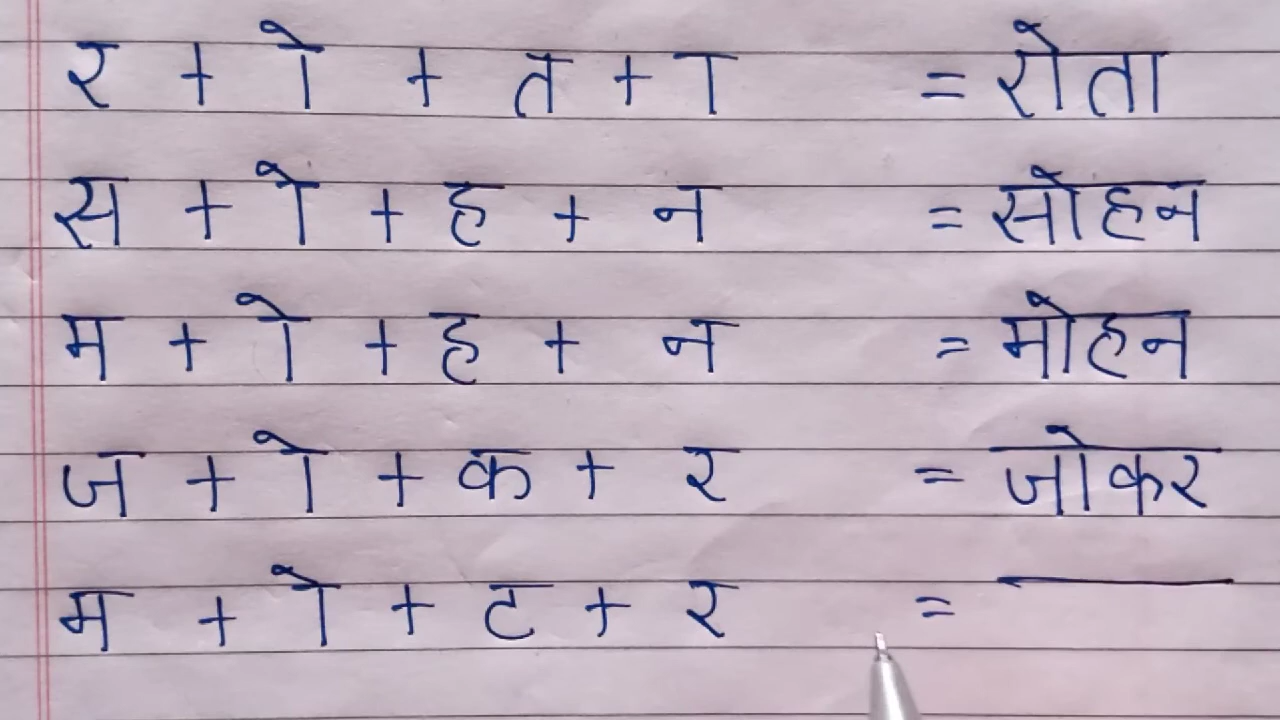 र + ो + त + ा = रोता
स + ो + ह + न = सोहन
म + ो + ह + न = मोहन
ज + ो + क + र = जोकर
म + ो + ट + र =